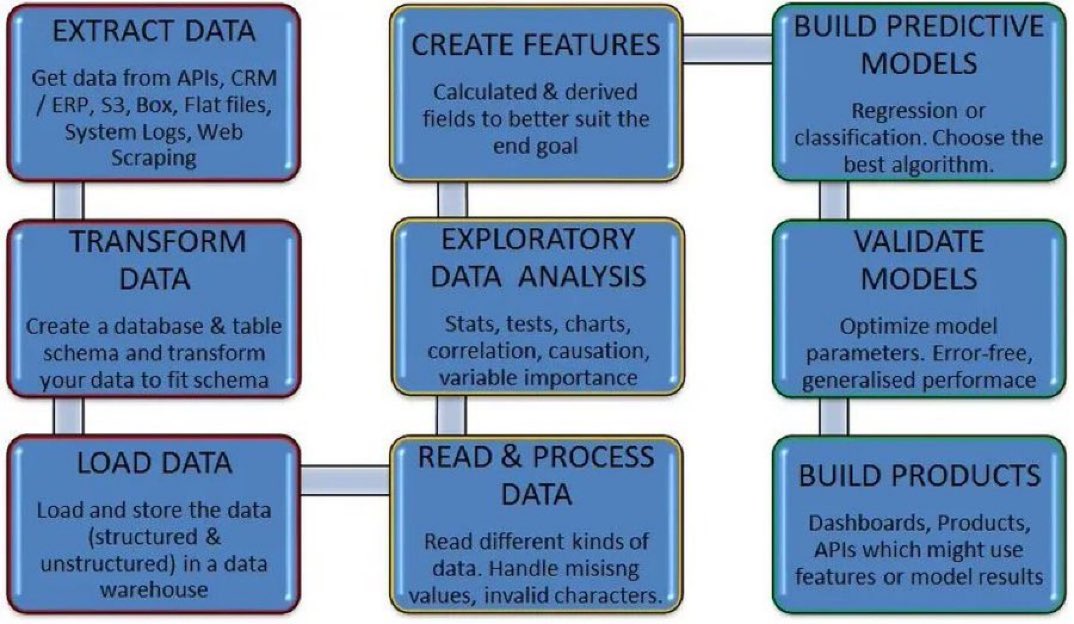 EXTRACT DATA
Get data from APIs, CRM
/ ERP, S3, Box, Flat files,
System Logs, Web
Scraping
TRANSFORM
DATA
Create a database & table
schema and transform
your data to fit schema
LOAD DATA
Load and store the data
(structured &
unstructured) in a data
warehouse
READ & PROCESS
DATA
Read different kinds of
data. Handle misisng
values, invalid characters.
EXPLORATORY
DATA ANALYSIS
Stats, tests, charts,
correlation, causation,
variable importance
CREATE FEATURES
Calculated & derived
fields to better suit the
end goal
BUILD PREDICTIVE
MODELS
Regression or
classification. Choose the
best algorithm.
VALIDATE
MODELS
Optimize model
parameters. Error-free,
generalised performace
BUILD PRODUCTS
Dashboards, Products,
APIs which might use
features or model results